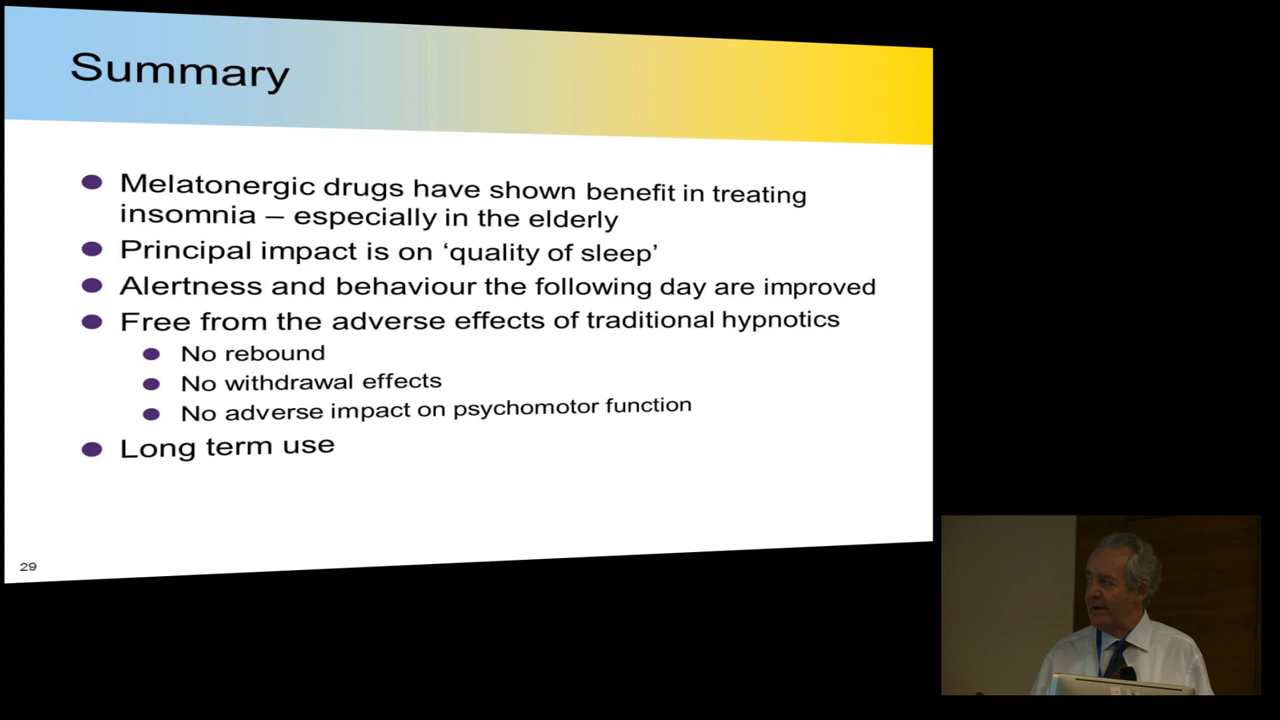 Summary
Melatonergic drugs have shown benefit in treating
insomnia – especially in the elderly
Principal impact is on ‘quality of sleep’
Alertness and behaviour the following day are improved
Free from the adverse effects of traditional hypnotics
No rebound
No withdrawal effects
No adverse impact on psychomotor function
Long term use
29